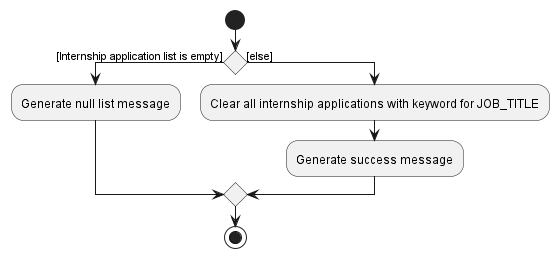 [Internship application list is empty]
[else]
Generate null list message
Clear all internship applications with keyword for JOB_TITLE
Generate success message